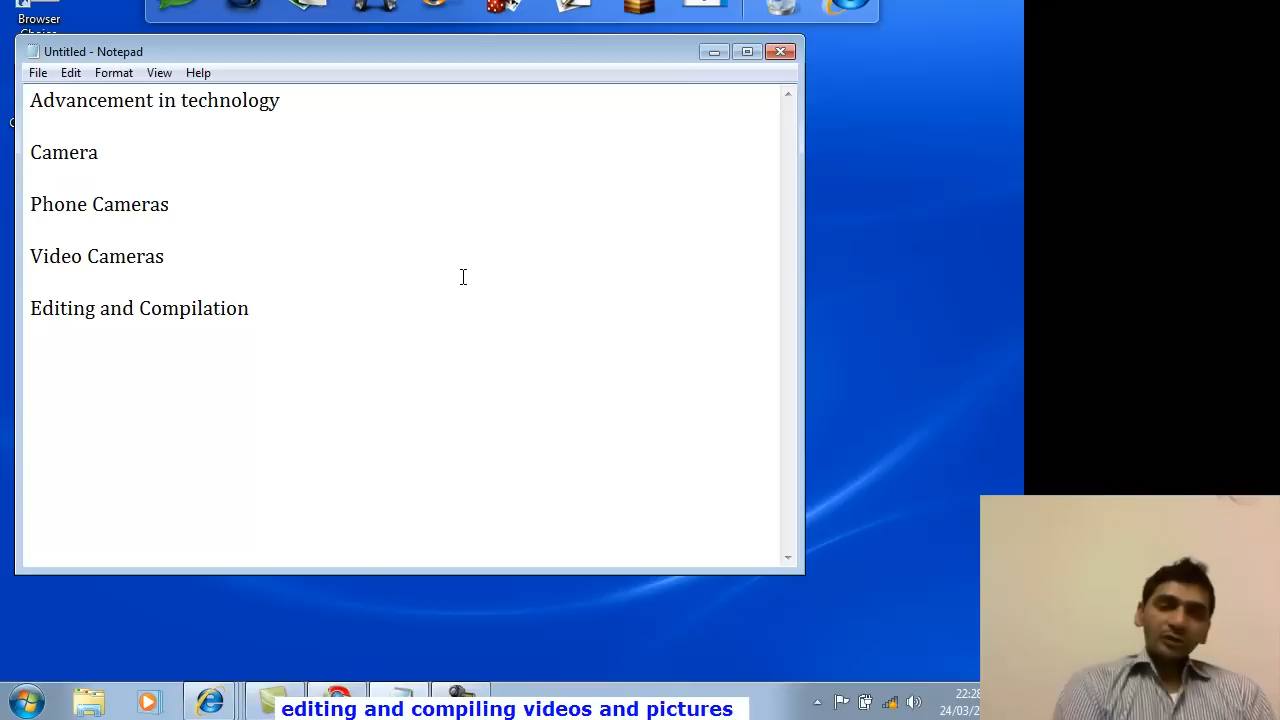 Browser
Untitled - Notepad
File Edit Format View Help
Advancement in technology
Camera
Phone Cameras
Video Cameras
Editing and Compilation
22:28
24/03/2
editing and compiling videos and pictures